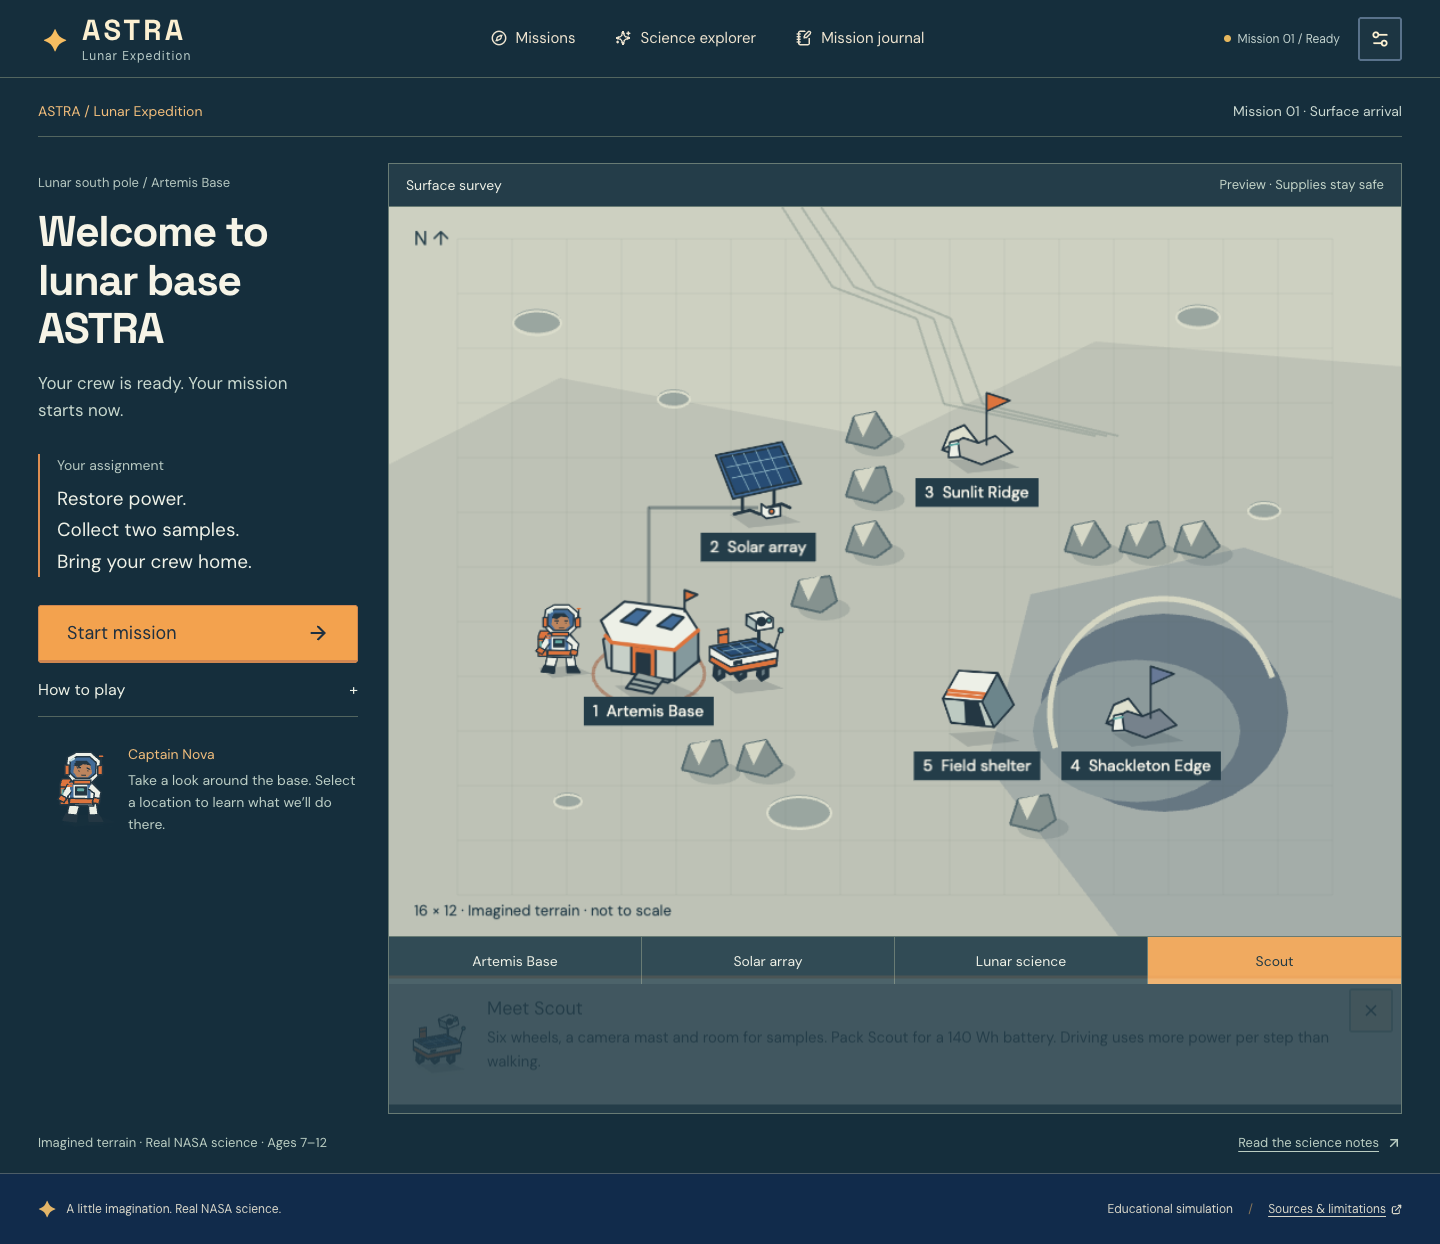 ASTRA
Lunar Expedition
Missions
Science explorer
Mission journal
Mission 01 / Ready
ASTRA / Lunar Expedition
Mission 01 · Surface arrival
Lunar south pole / Artemis Base
Welcome to
lunar base
ASTRA
Your crew is ready. Your mission
starts now.
Your assignment
Restore power.
Collect two samples.
Bring your crew home.
Start mission
How to play
+
Captain Nova
Take a look around the base. Select
a location to learn what we’ll do
there.
Surface survey
Preview · Supplies stay safe
N ↑
3 Sunlit Ridge
2 Solar array
1 Artemis Base
5 Field shelter
4 Shackleton Edge
16 × 12 · Imagined terrain · not to scale
Artemis Base
Solar array
Lunar science
Scout
Meet Scout
Six wheels, a camera mast and room for samples. Pack Scout for a 140 Wh battery. Driving uses more power per step than
walking.
Imagined terrain · Real NASA science · Ages 7–12
Read the science notes
A little imagination. Real NASA science.
Educational simulation / Sources & limitations